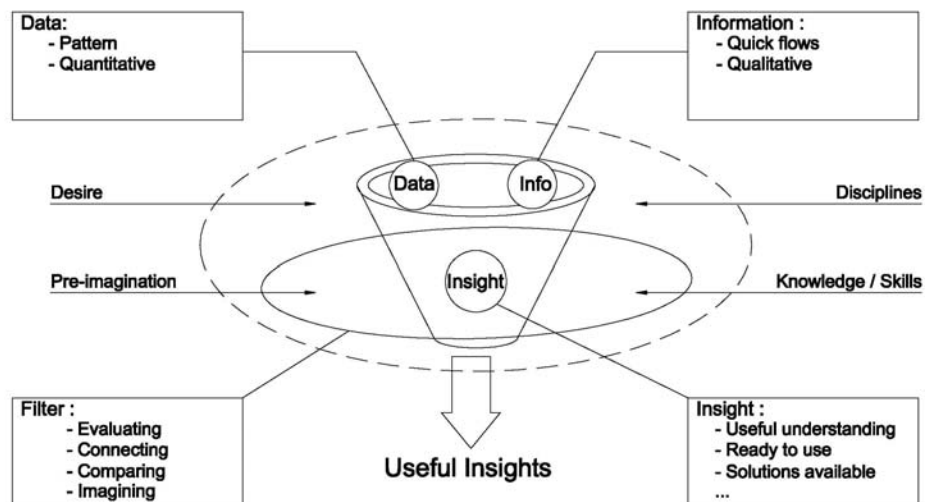 Data:
- Pattern
- Quantitative
Information :
- Quick flows
- Qualitative
Data
Info
Desire
Disciplines
Pre-imagination
Insight
Knowledge / Skills
Filter :
- Evaluating
- Connecting
- Comparing
- Imagining
Insight :
- Useful understanding
- Ready to use
- Solutions available
...
Useful Insights